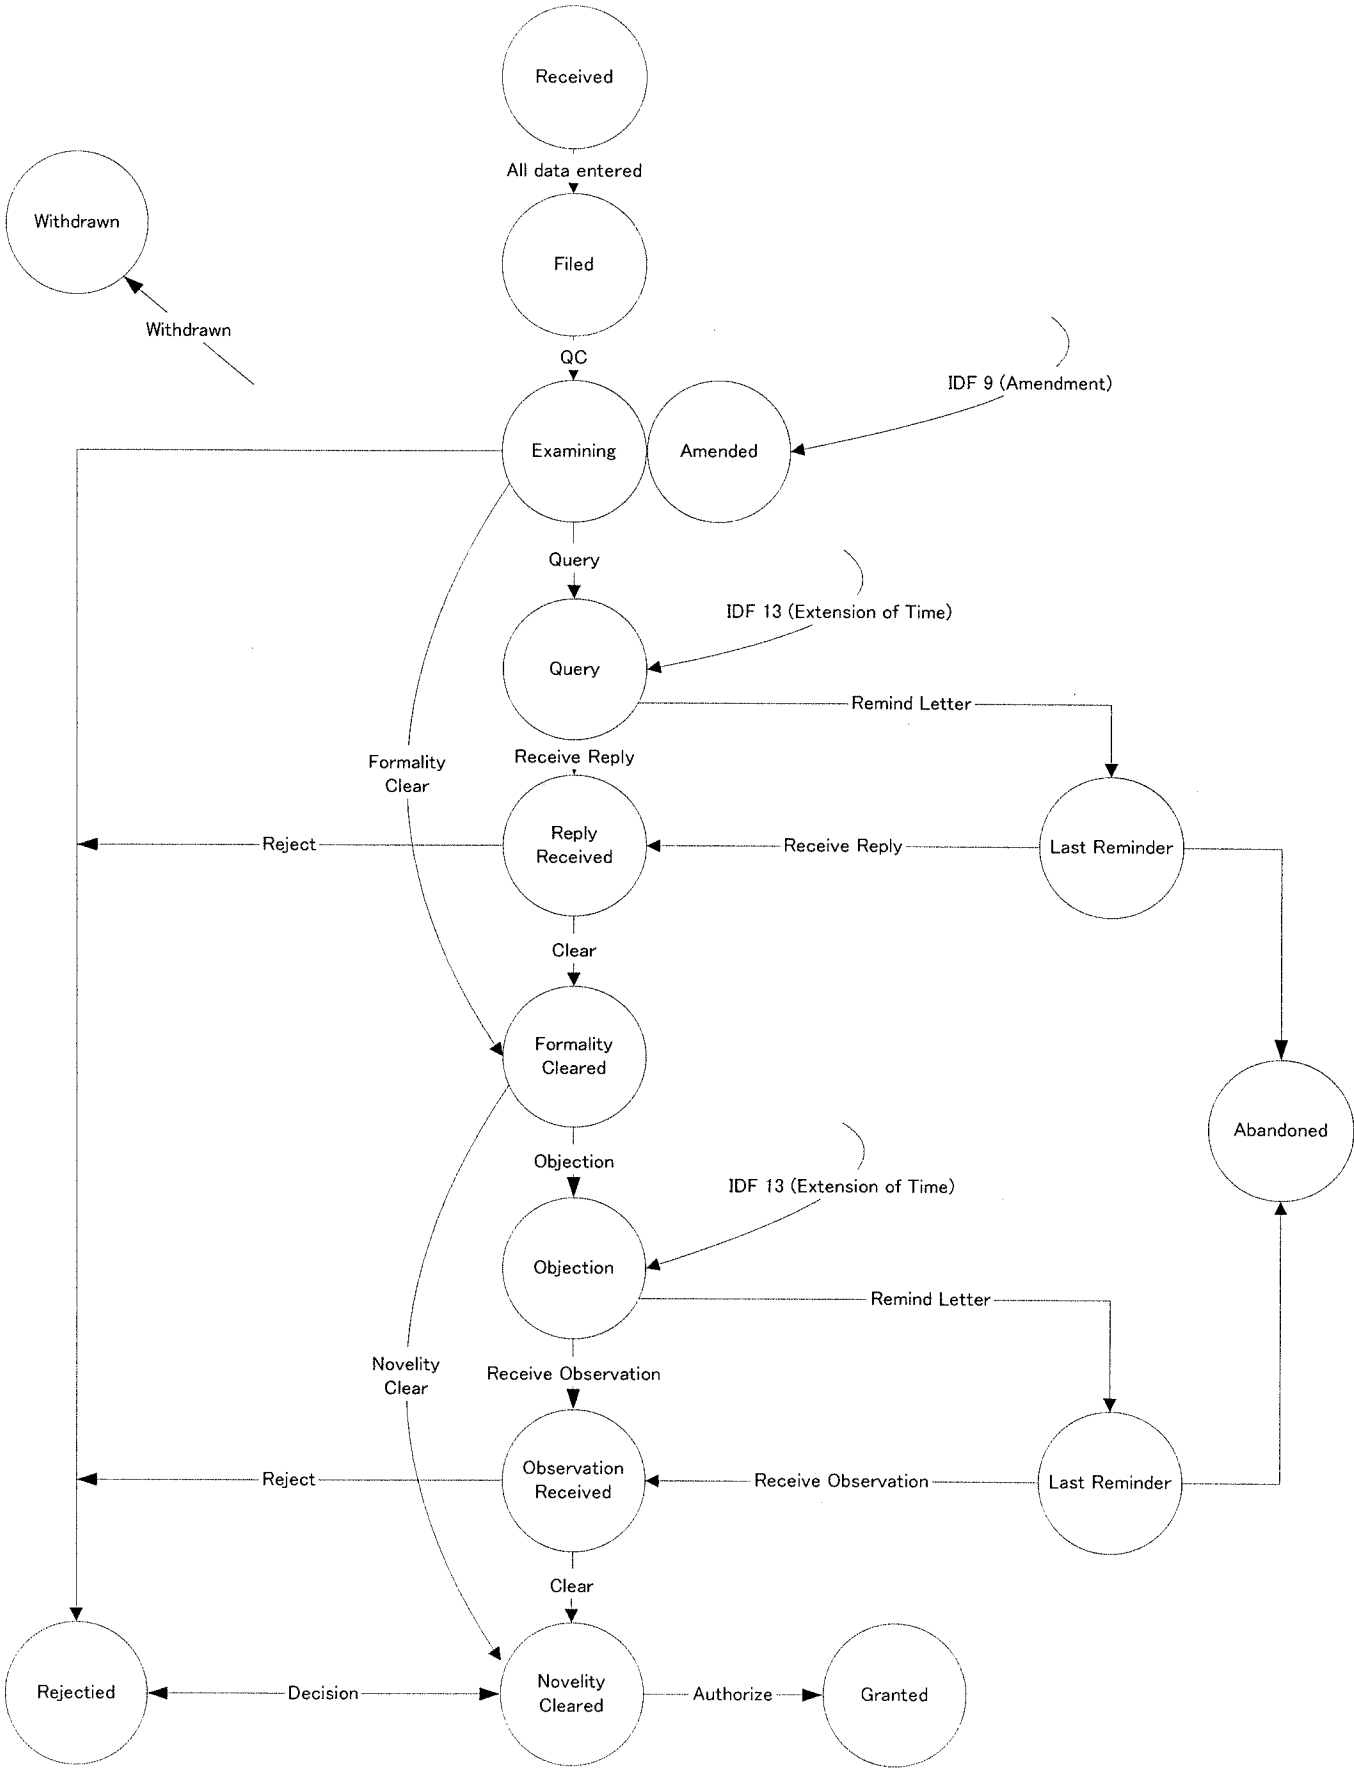 Received
All data entered
Withdrawn
Filed
Withdrawn
QC
IDF 9 (Amendment)
Examining
Amended
Query
IDF 13 (Extension of Time)
Query
Remind Letter
Receive Reply
Formality
Clear
Reject
Reply
Received
Receive Reply
Last Reminder
Clear
Formality
Cleared
Abandoned
Objection
IDF 13 (Extension of Time)
Objection
Remind Letter
Novelity
Clear
Receive Observation
Reject
Observation
Received
Receive Observation
Last Reminder
Clear
Rejectied
Decision
Novelity
Cleared
Authorize
Granted